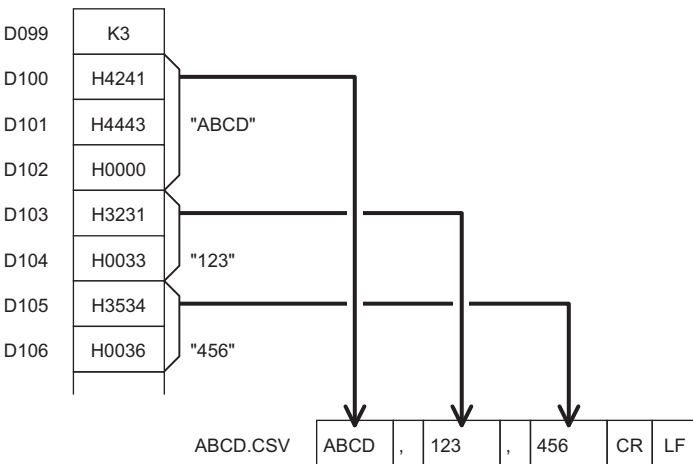 D099 K3
D100 H4241
D101 H4443 "ABCD"
D102 H0000
D103 H3231
D104 H0033 "123"
D105 H3534
D106 H0036 "456"
ABCD.CSV ABCD , 123 , 456 CR LF